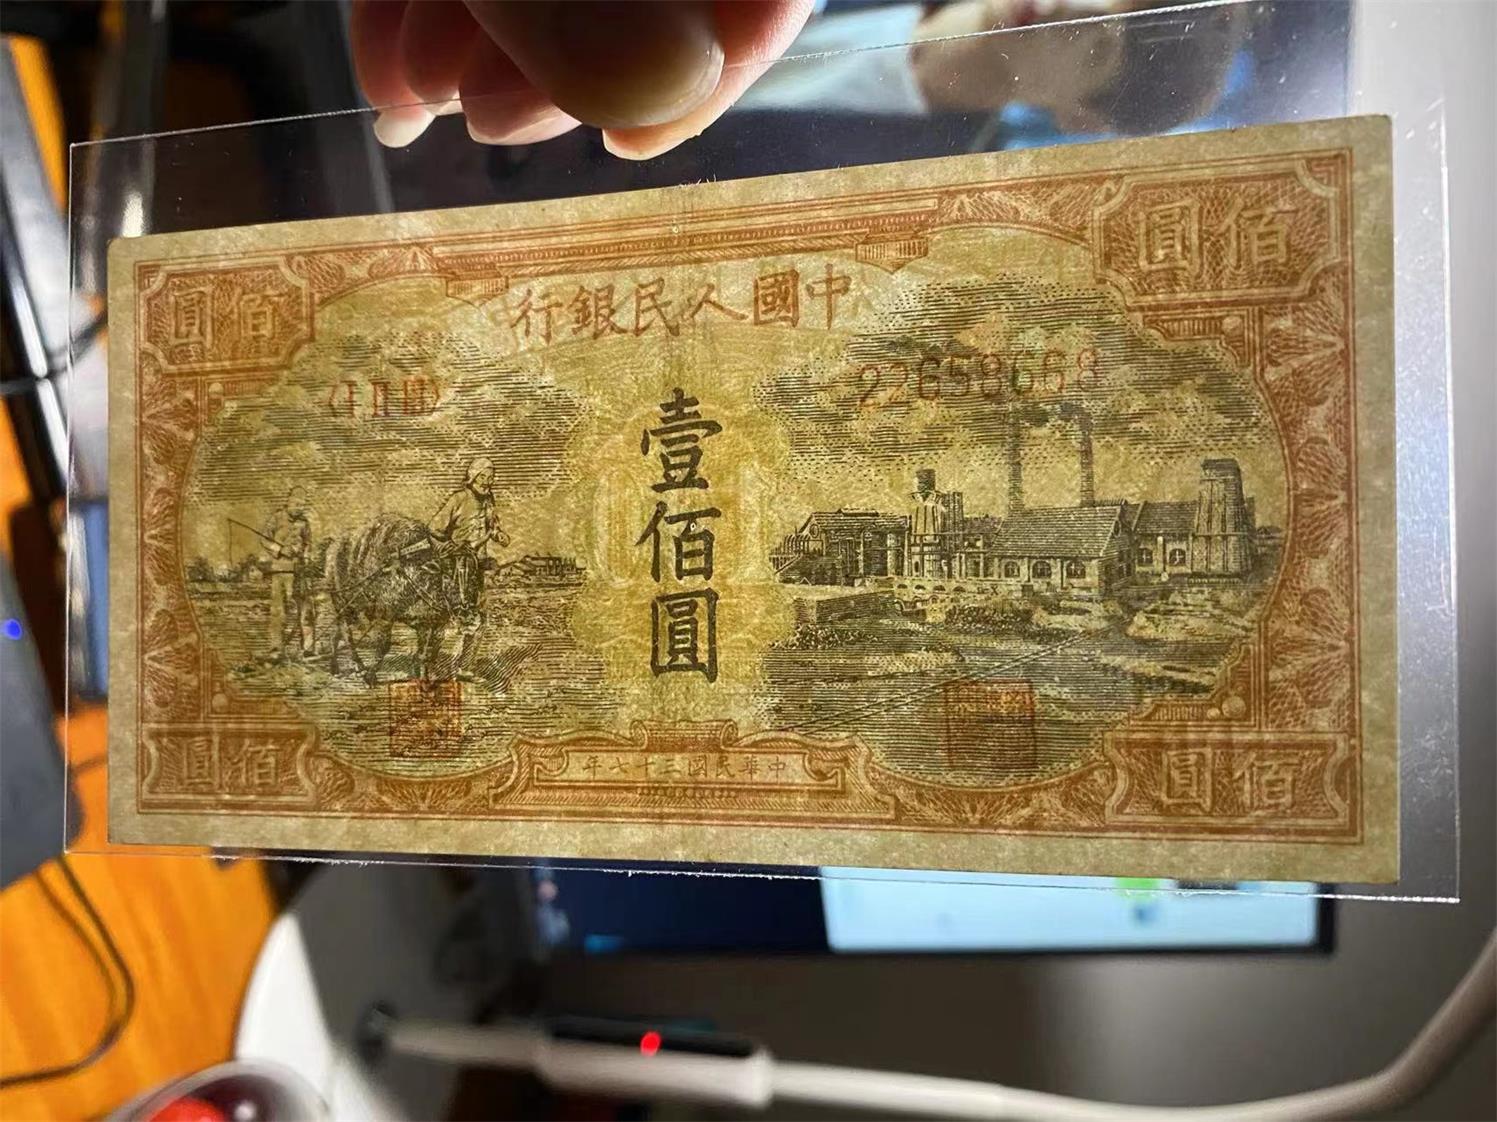 中國人民銀行
圓佰
佰圓
〈I II III〉
22658668
壹佰圓
圓佰
中華民國三十七年
佰圓